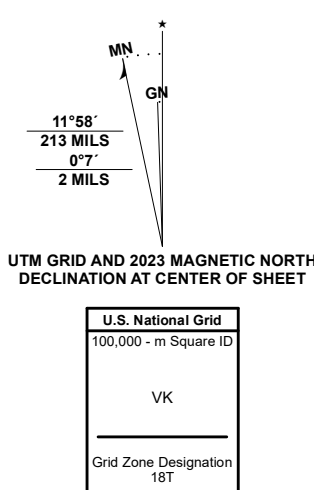 ★
MN
GN
11°58´
213 MILS
0°7´
2 MILS
UTM GRID AND 2023 MAGNETIC NORTH
DECLINATION AT CENTER OF SHEET
U.S. National Grid
100,000 - m Square ID
VK
Grid Zone Designation
18T